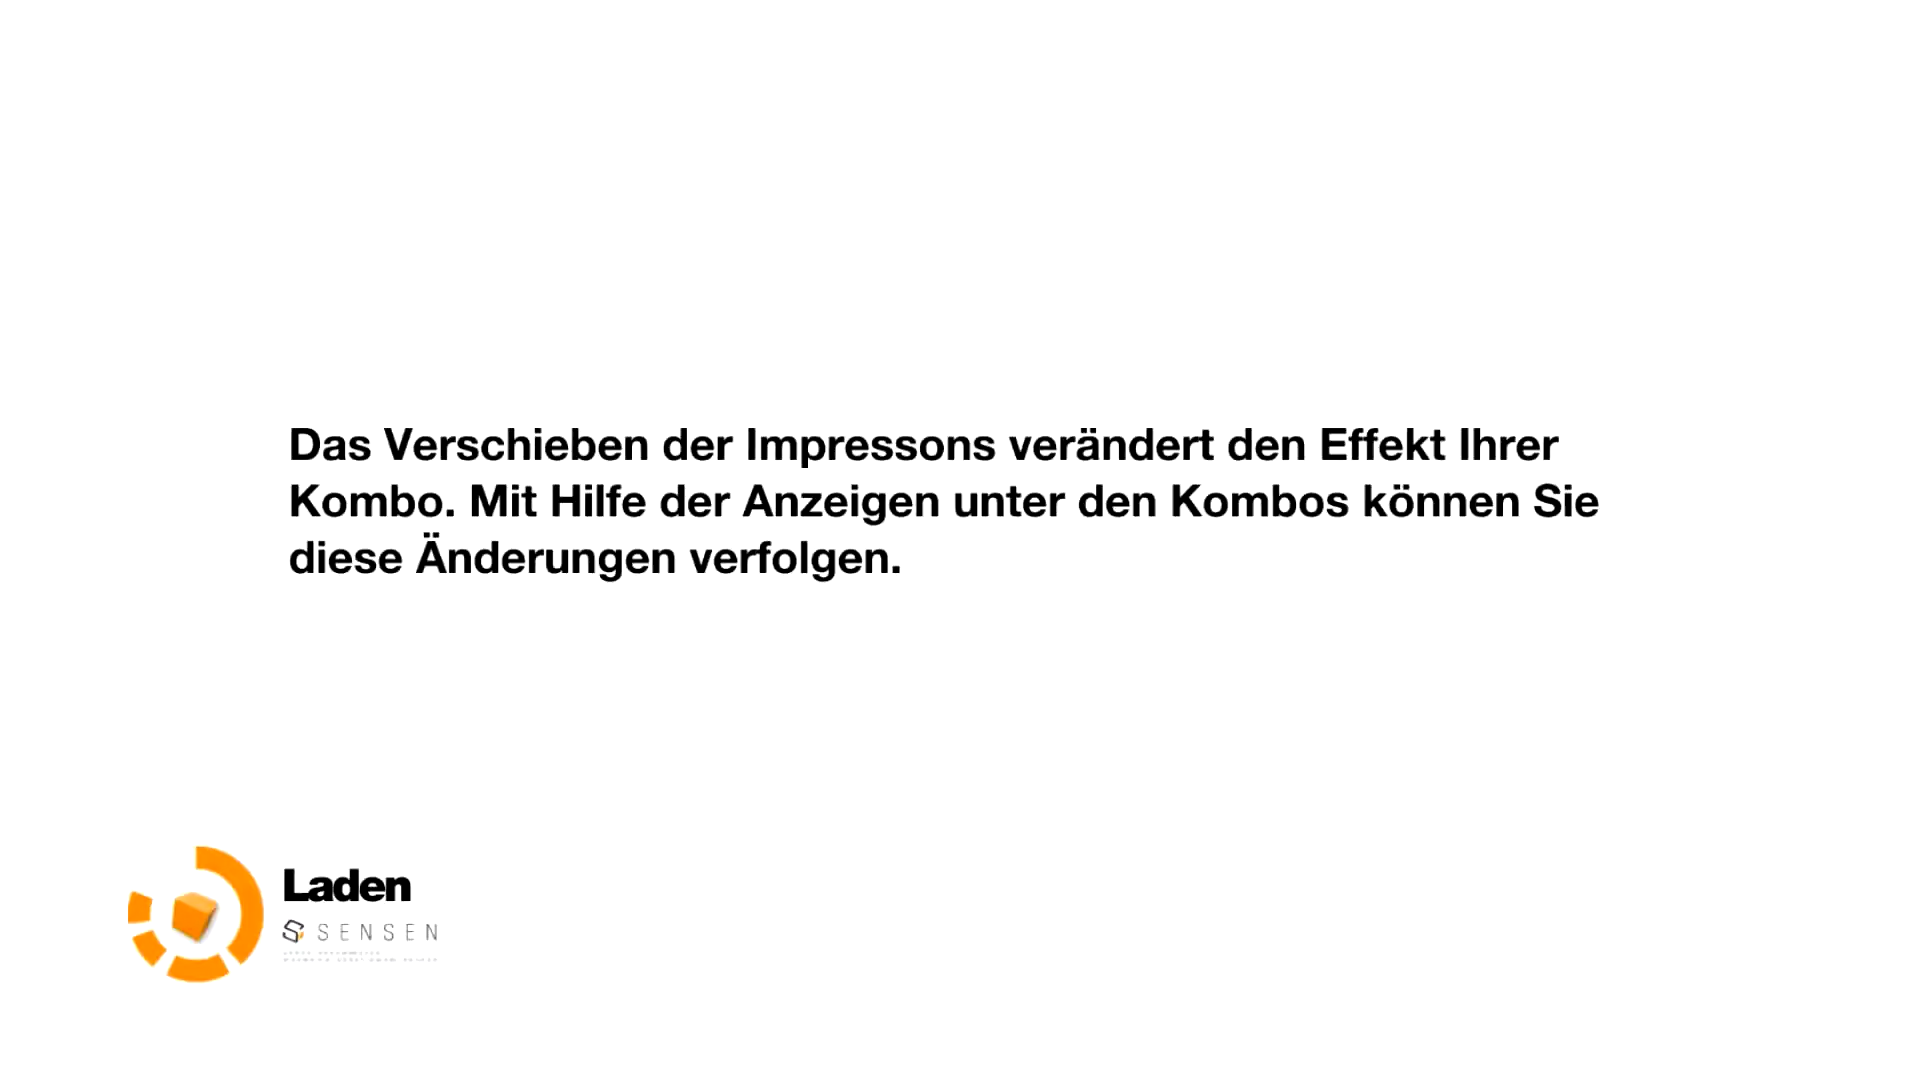 Das Verschieben der Impressons verändert den Effekt Ihrer
Kombo. Mit Hilfe der Anzeigen unter den Kombos können Sie
diese Änderungen verfolgen.
Laden
SENSEN